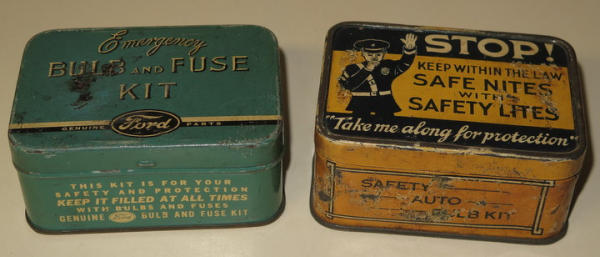 Emergency
BULB AND FUSE
KIT
GENUINE Ford PARTS
THIS KIT IS FOR YOUR
SAFETY AND PROTECTION
KEEP IT FILLED AT ALL TIMES
WITH BULBS AND FUSES
GENUINE Ford BULB AND FUSE KIT
STOP!
KEEP WITHIN THE LAW
SAFE NITES
WITH
SAFETY LITES
"Take me along for protection"
SAFETY
AUTO
BULB KIT